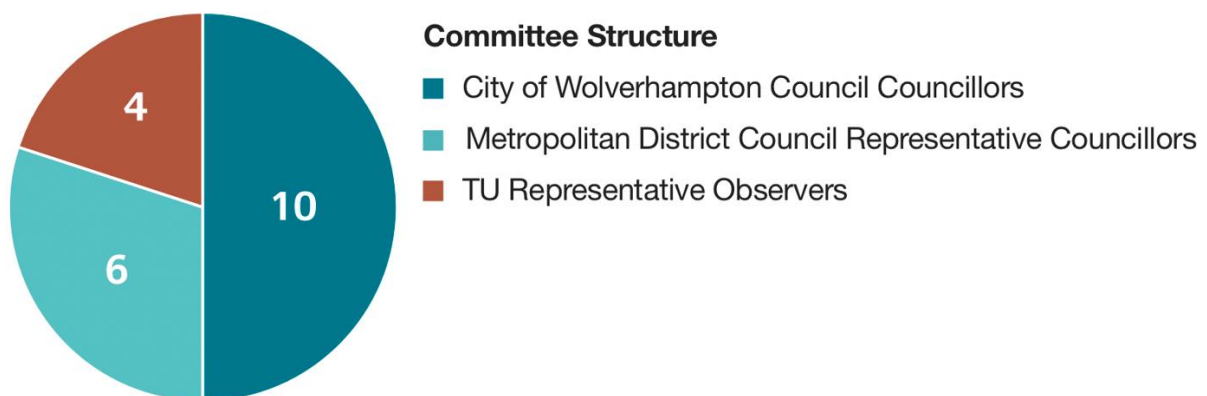 Committee Structure
City of Wolverhampton Council Councillors
Metropolitan District Council Representative Councillors
TU Representative Observers
4
10
6